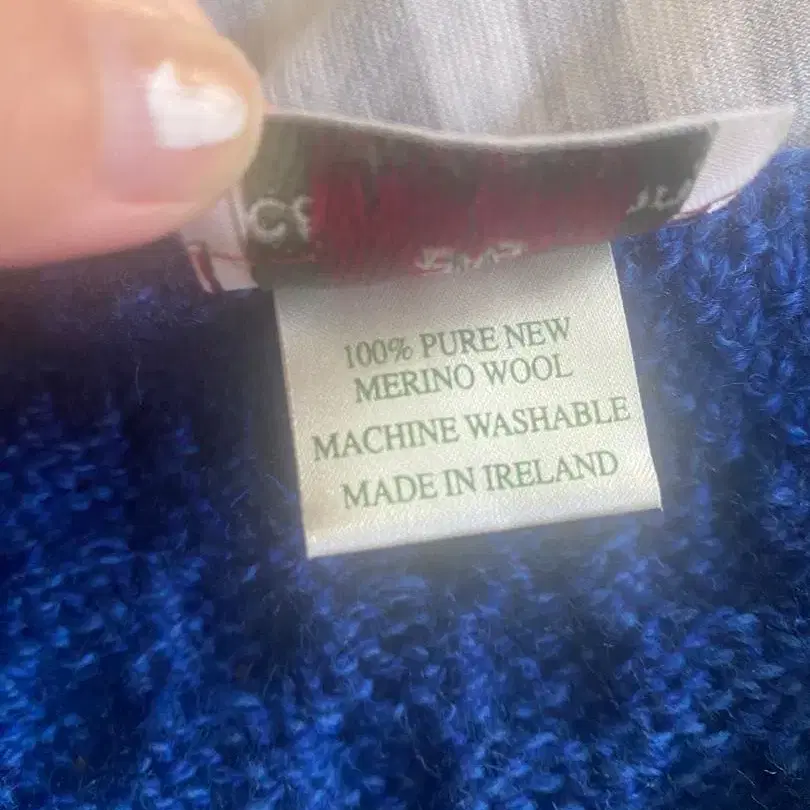 100% PURE NEW
MERINO WOOL
MACHINE WASHABLE
MADE IN IRELAND